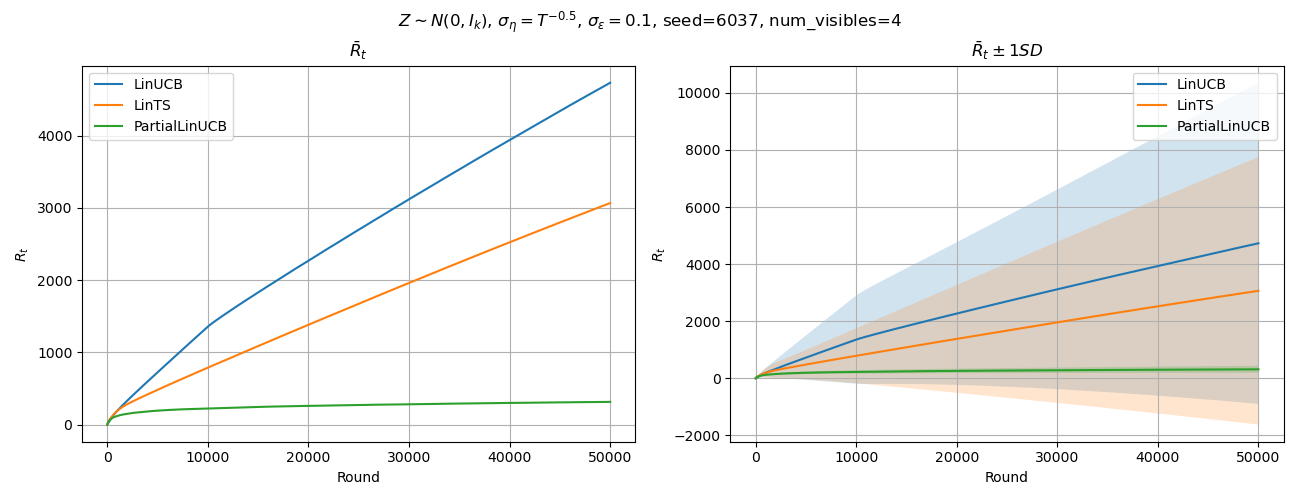 Z ∼ N(0, I_k), σ_η = T^{−0.5}, σ_ε = 0.1, seed=6037, num_visibles=4
R̄_t
LinUCB
LinTS
PartialLinUCB
R_t
4000
3000
2000
1000
0
0 10000 20000 30000 40000 50000
Round
R̄_t ± 1SD
LinUCB
LinTS
PartialLinUCB
R_t
10000
8000
6000
4000
2000
0
−2000
0 10000 20000 30000 40000 50000
Round